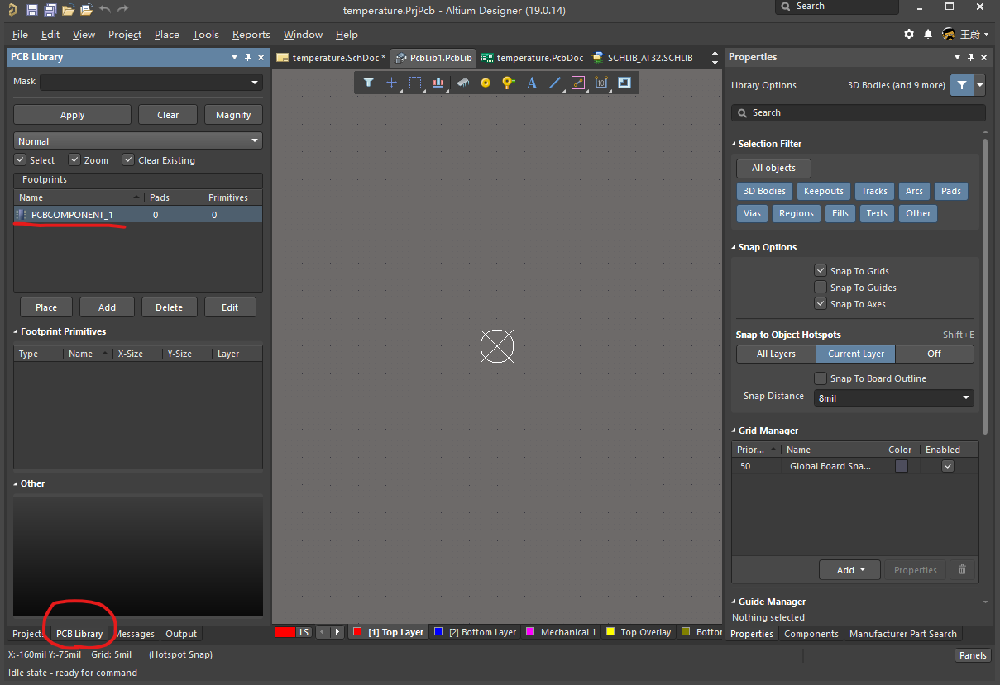 temperature.PrjPcb - Altium Designer (19.0.14)
Search
File Edit View Project Place Tools Reports Window Help
王蔚
PCB Library
temperature.SchDoc *
PcbLib1.PcbLib
temperature.PcbDoc
SCHLIB_AT32.SCHLIB
Properties
Mask
Library Options
3D Bodies (and 9 more)
Apply
Clear
Magnify
Search
Normal
Select
Zoom
Clear Existing
Footprints
Name Pads Primitives
PCBCOMPONENT_1 0 0
Place
Add
Delete
Edit
Footprint Primitives
Type Name X-Size Y-Size Layer
Other
Selection Filter
All objects
3D Bodies Keepouts Tracks Arcs Pads
Vias Regions Fills Texts Other
Snap Options
Snap To Grids
Snap To Guides
Snap To Axes
Snap to Object Hotspots
Shift+E
All Layers
Current Layer
Off
Snap To Board Outline
Snap Distance
8mil
Grid Manager
Prior... Name Color Enabled
50 Global Board Sna...
Add
Properties
Guide Manager
Nothing selected
Project PCB Library Messages Output
LS
[1] Top Layer
[2] Bottom Layer
Mechanical 1
Top Overlay
Bottor
Properties
Components
Manufacturer Part Search
X:-160mil Y:-75mil Grid: 5mil (Hotspot Snap)
Panels
Idle state - ready for command